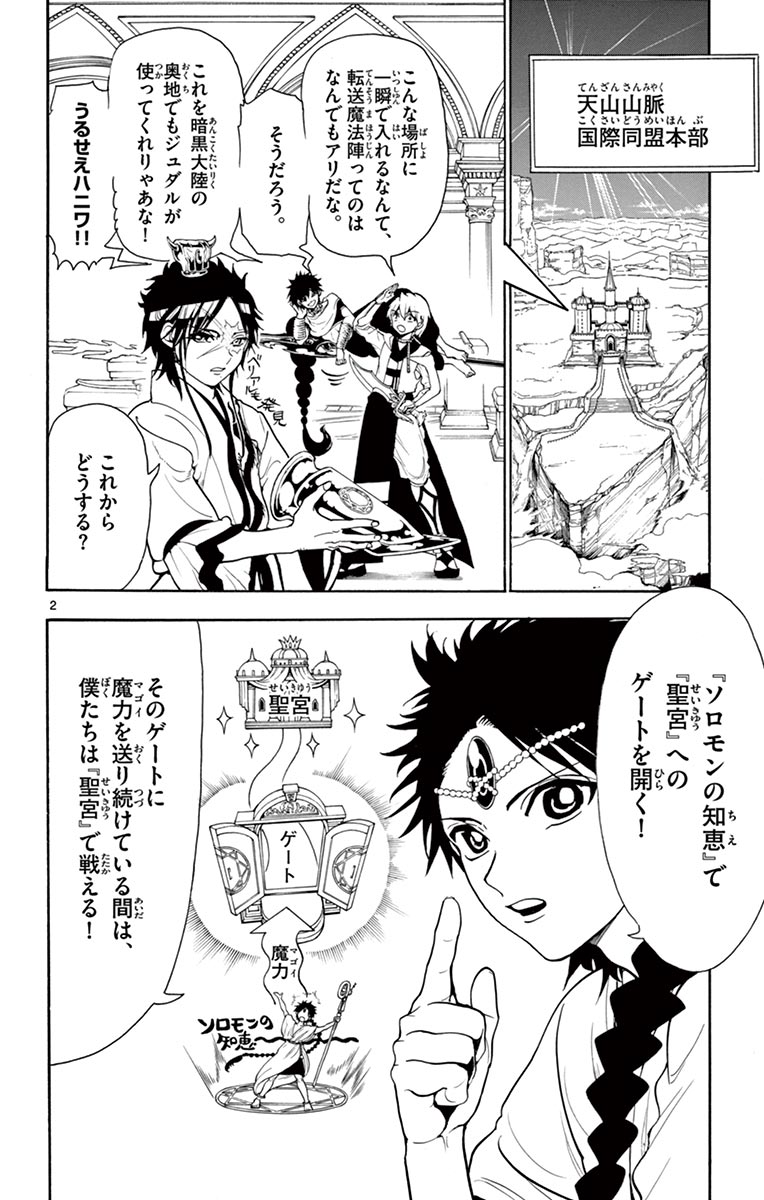 天山山脈
国際同盟本部
こんな場所に
一瞬で入れるなんて、
転送魔法陣ってのは
なんでもアリだな。
そうだろう。
これを暗黒大陸の
奥地でもジュダルが
使ってくれりゃあな！
うるせえハニワ!!
ベリアルも発見
これから
どうする？
2
『ソロモンの知恵』で
『聖宮』への
ゲートを開く！
聖宮
ゲート
魔力
ソロモンの
知恵
そのゲートに
魔力を送り続けている間は、
僕たちは『聖宮』で戦える！